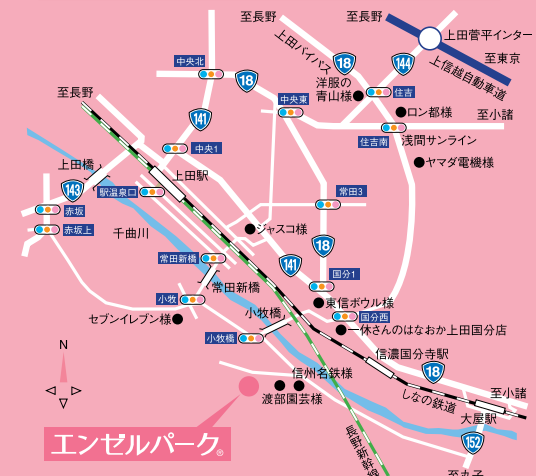 至長野
至長野
上田菅平インター
上田バイパス
中央北
18
144
至東京
18
洋服の
青山様
住吉
上信越自動車道
至長野
中央東
ロン都様
至小諸
141
住吉南
浅間サンライン
中央1
ヤマダ電機様
上田橋
上田駅
143
駅温泉口
常田3
赤坂
赤坂上
千曲川
ジャスコ様
18
常田新橋
141
国分1
常田新橋
小牧
東信ボウル様
小牧橋
国分西
セブンイレブン様
一休さんのはなおか上田国分店
小牧橋
信濃国分寺駅
N
信州名鉄様
18
渡部園芸様
しなの鉄道
至小諸
大屋駅
エンゼルパーク®
長野新幹線
152
至丸子